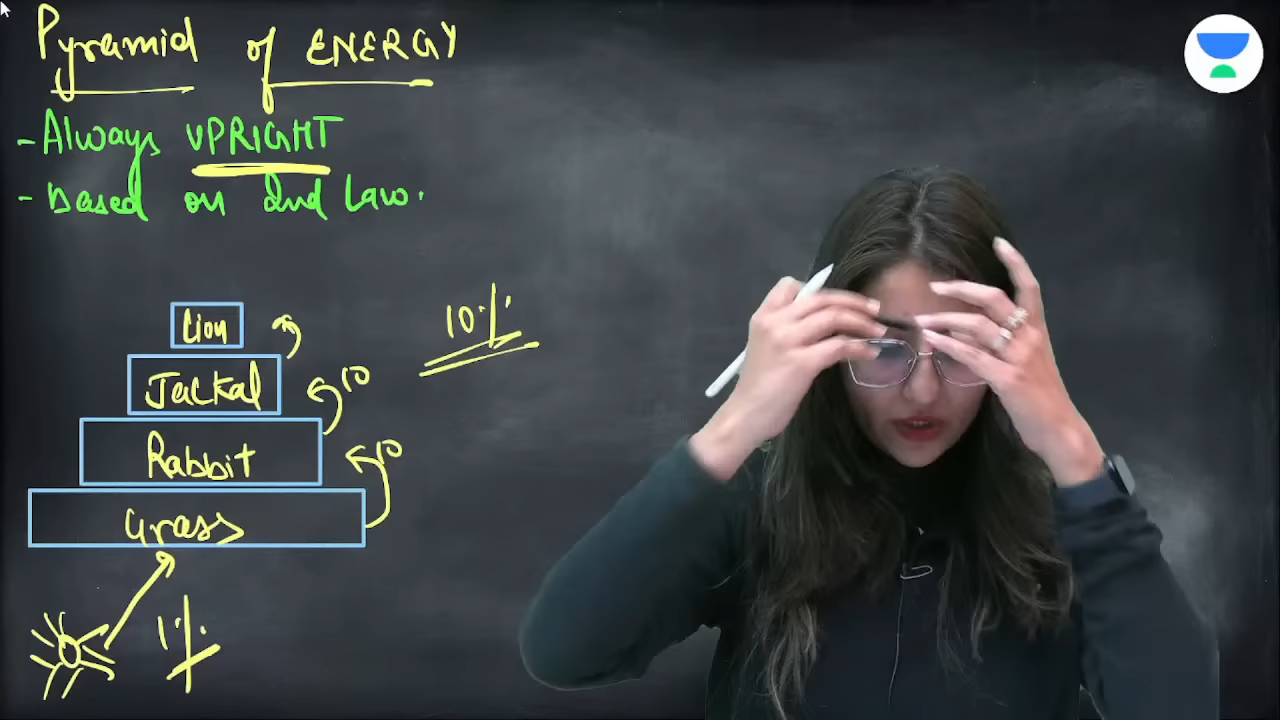 Pyramid of ENERGY
- Always UPRIGHT
- Based on 2nd Law.
Lion
10%
Jackal
10
Rabbit
10
Grass
1%